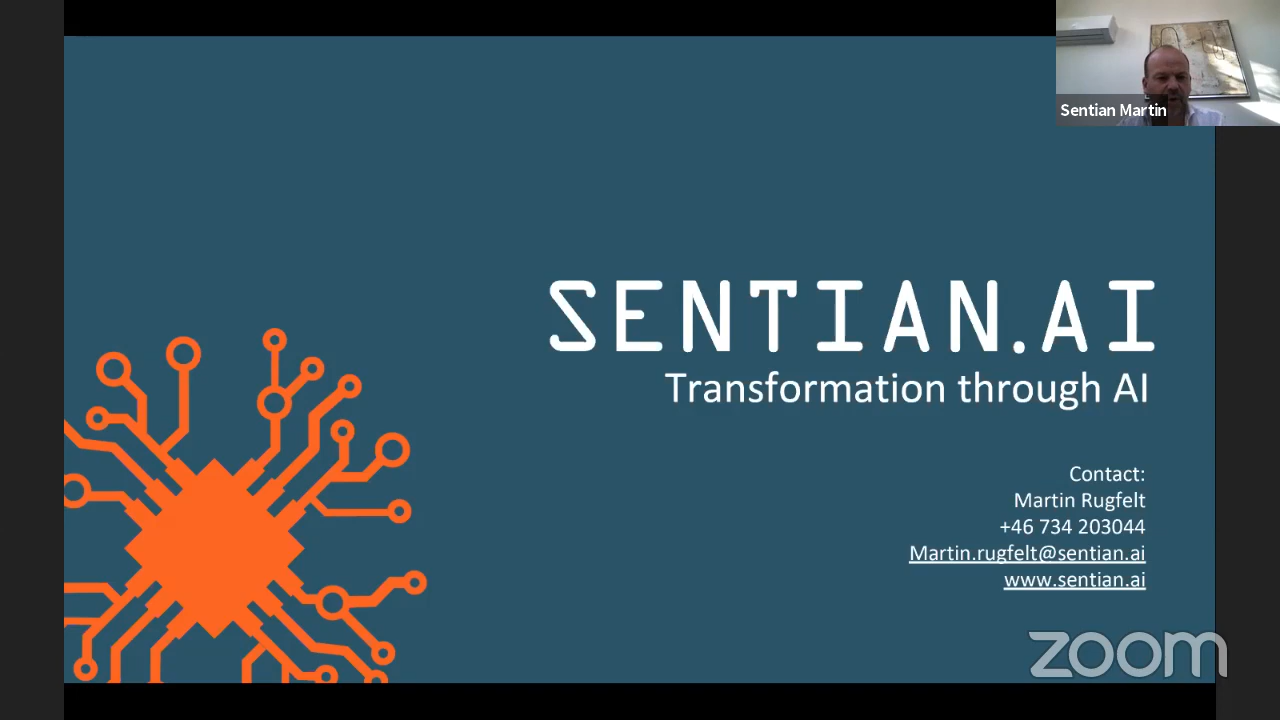 Sentian Martin
SENTIAN.AI
Transformation through AI
Contact:
Martin Rugfelt
+46 734 203044
Martin.rugfelt@sentian.ai
www.sentian.ai
zoom